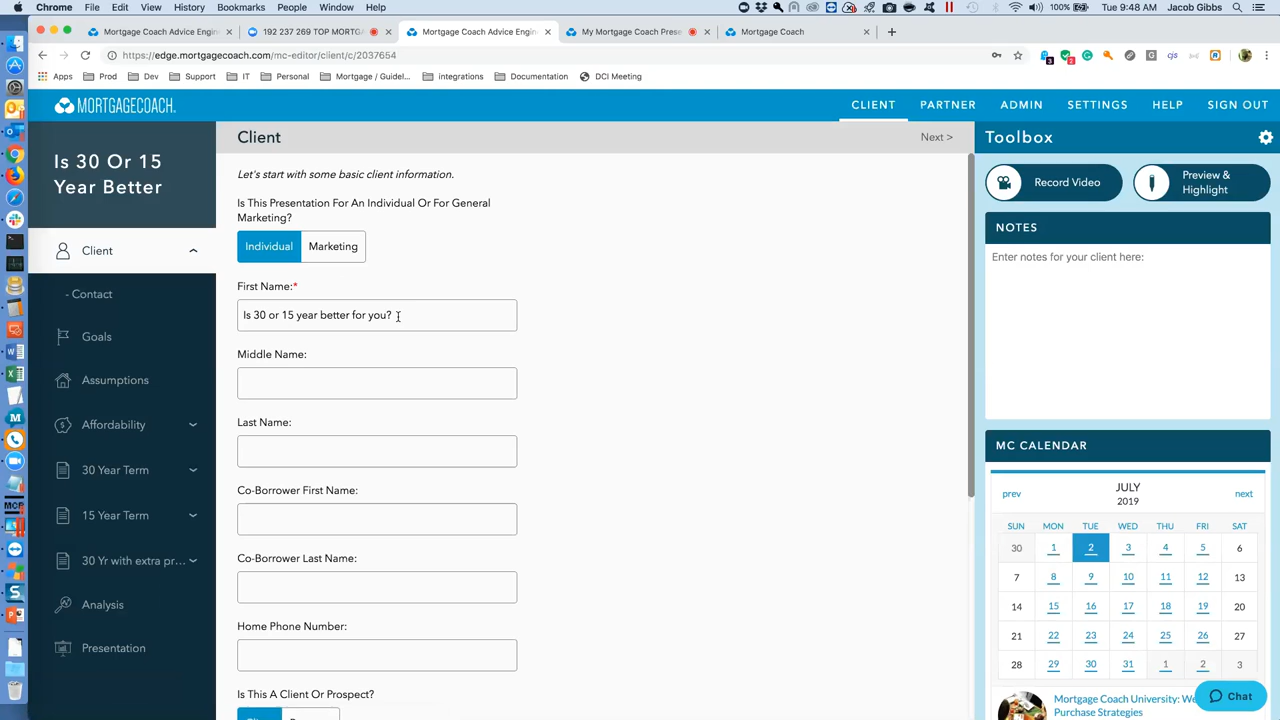 Chrome File Edit View History Bookmarks People Window Help
100% Tue 9:48 AM Jacob Gibbs
Mortgage Coach Advice Engin
192 237 269 TOP MORTGA
Mortgage Coach Advice Engin
My Mortgage Coach Prese
Mortgage Coach
https://edge.mortgagecoach.com/mc-editor/client/c/2037654
Apps Prod Dev Support IT Personal Mortgage / Guidel... integrations Documentation DCI Meeting
MORTGAGECOACH
CLIENT PARTNER ADMIN SETTINGS HELP SIGN OUT
Is 30 Or 15
Year Better
Client
- Contact
Goals
Assumptions
Affordability
30 Year Term
15 Year Term
30 Yr with extra pr...
Analysis
Presentation
Client
Next >
Let's start with some basic client information.
Is This Presentation For An Individual Or For General
Marketing?
Individual Marketing
First Name:*
Is 30 or 15 year better for you?
Middle Name:
Last Name:
Co-Borrower First Name:
Co-Borrower Last Name:
Home Phone Number:
Is This A Client Or Prospect?
Toolbox
Record Video
Preview &
Highlight
NOTES
Enter notes for your client here:
MC CALENDAR
prev JULY next
2019
SUN MON TUE WED THU FRI SAT
30 1 2 3 4 5 6
7 8 9 10 11 12 13
14 15 16 17 18 19 20
21 22 23 24 25 26 27
28 29 30 31 1 2 3
Mortgage Coach University: We
Purchase Strategies
Chat